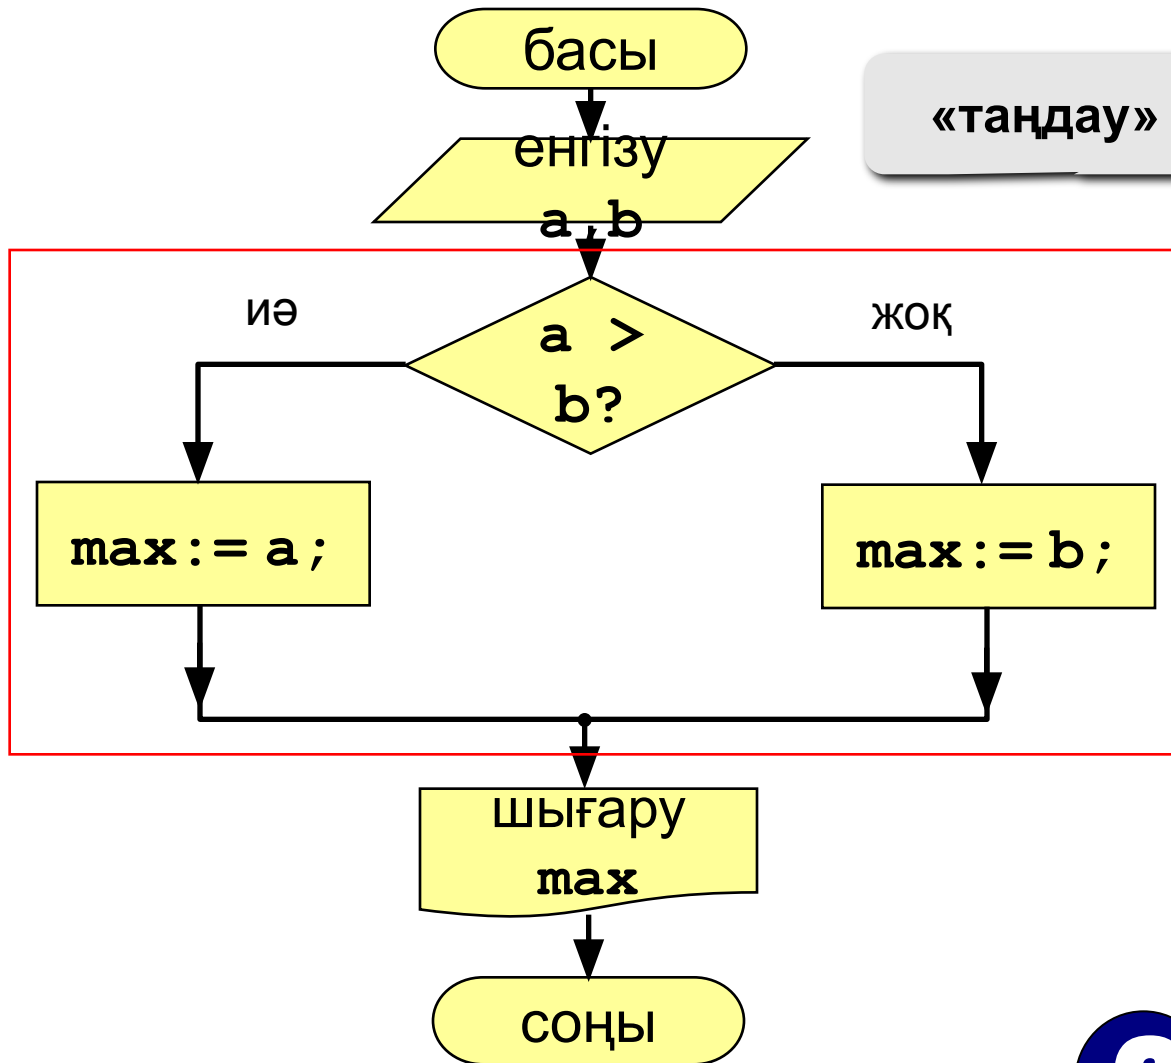 басы
«таңдау»
енгізу
a,b
иә
жоқ
a >
b?
max:= a;
max:= b;
шығару
max
соңы